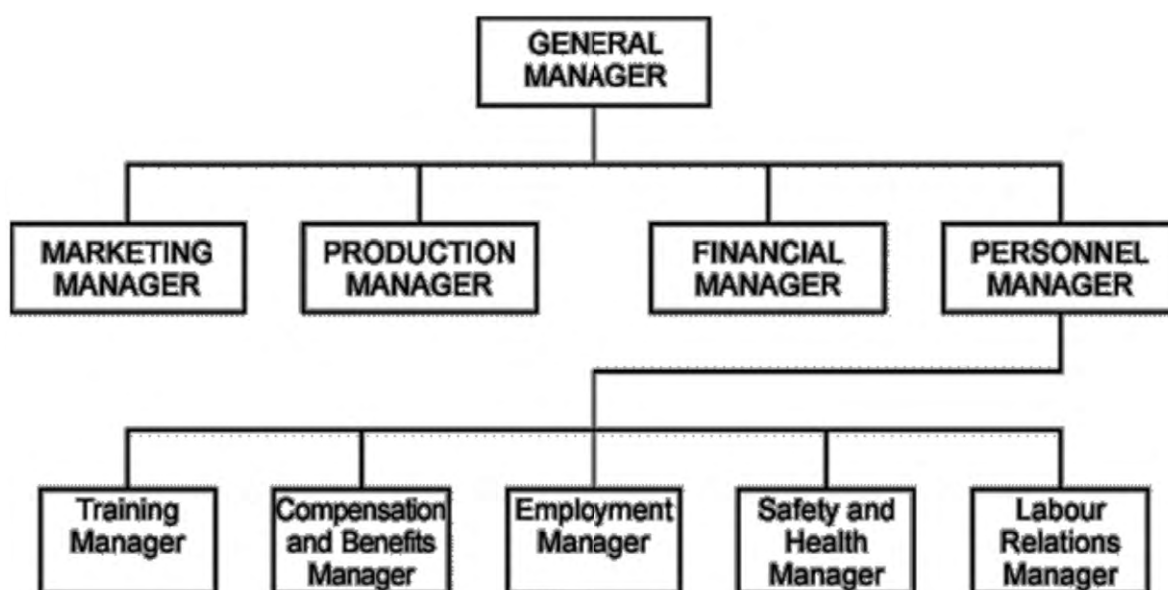 GENERAL
MANAGER
MARKETING
MANAGER
PRODUCTION
MANAGER
FINANCIAL
MANAGER
PERSONNEL
MANAGER
Training
Manager
Compensation
and Benefits
Manager
Employment
Manager
Safety and
Health
Manager
Labour
Relations
Manager